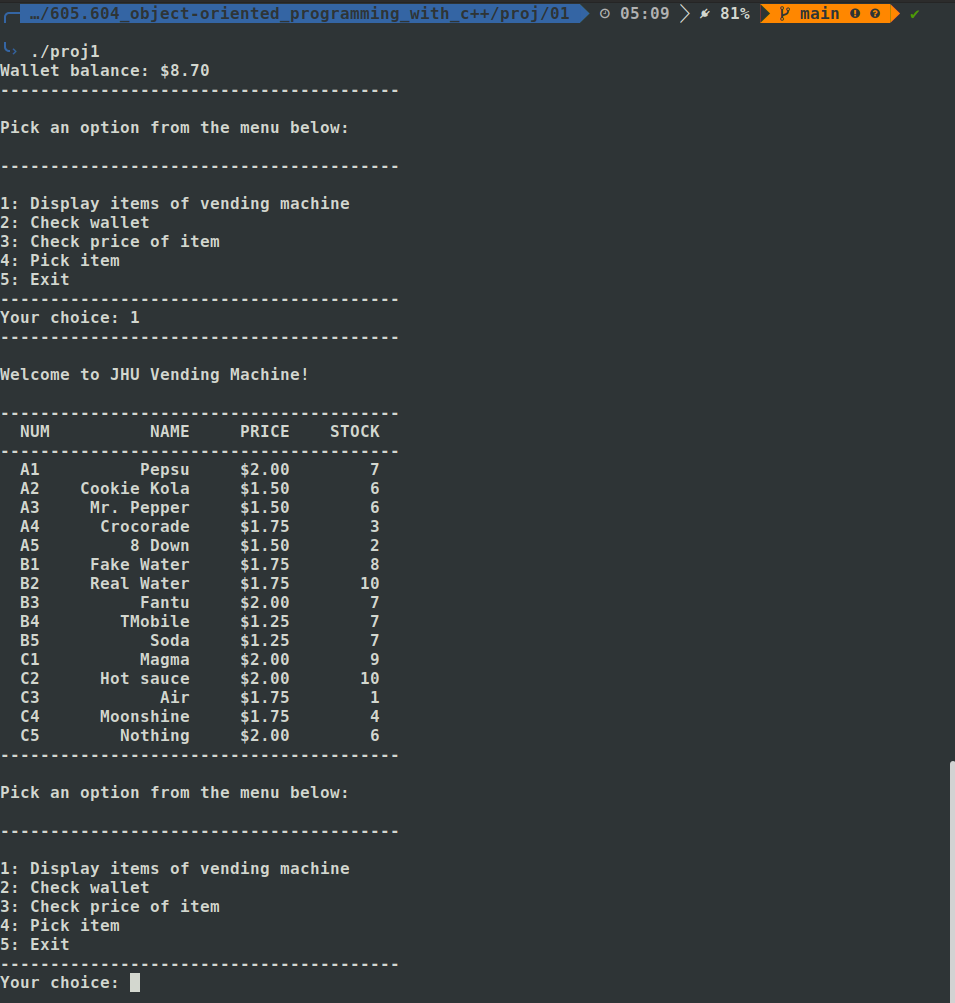 …/605.604_object-oriented_programming_with_c++/proj/01 05:09 81% main
./proj1
Wallet balance: $8.70
----------------------------------------
Pick an option from the menu below:
----------------------------------------
1: Display items of vending machine
2: Check wallet
3: Check price of item
4: Pick item
5: Exit
----------------------------------------
Your choice: 1
----------------------------------------
Welcome to JHU Vending Machine!
----------------------------------------
NUM NAME PRICE STOCK
----------------------------------------
A1 Pepsu $2.00 7
A2 Cookie Kola $1.50 6
A3 Mr. Pepper $1.50 6
A4 Crocorade $1.75 3
A5 8 Down $1.50 2
B1 Fake Water $1.75 8
B2 Real Water $1.75 10
B3 Fantu $2.00 7
B4 TMobile $1.25 7
B5 Soda $1.25 7
C1 Magma $2.00 9
C2 Hot sauce $2.00 10
C3 Air $1.75 1
C4 Moonshine $1.75 4
C5 Nothing $2.00 6
----------------------------------------
Pick an option from the menu below:
----------------------------------------
1: Display items of vending machine
2: Check wallet
3: Check price of item
4: Pick item
5: Exit
----------------------------------------
Your choice: